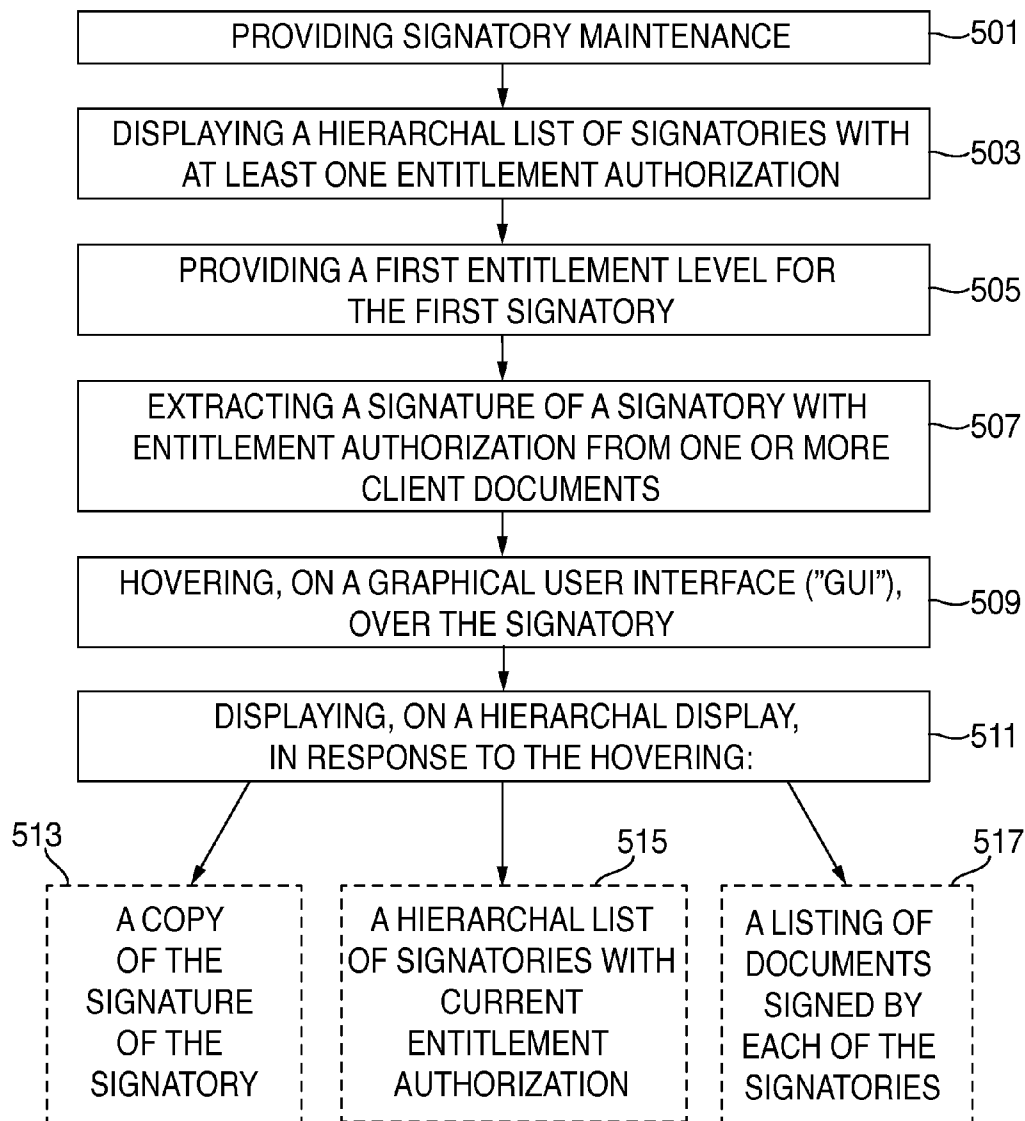 PROVIDING SIGNATORY MAINTENANCE
501
DISPLAYING A HIERARCHAL LIST OF SIGNATORIES WITH
AT LEAST ONE ENTITLEMENT AUTHORIZATION
503
PROVIDING A FIRST ENTITLEMENT LEVEL FOR
THE FIRST SIGNATORY
505
EXTRACTING A SIGNATURE OF A SIGNATORY WITH
ENTITLEMENT AUTHORIZATION FROM ONE OR MORE
CLIENT DOCUMENTS
507
HOVERING, ON A GRAPHICAL USER INTERFACE ("GUI"),
OVER THE SIGNATORY
509
DISPLAYING, ON A HIERARCHAL DISPLAY,
IN RESPONSE TO THE HOVERING:
511
513
A COPY
OF THE
SIGNATURE
OF THE
SIGNATORY
515
A HIERARCHAL LIST
OF SIGNATORIES WITH
CURRENT
ENTITLEMENT
AUTHORIZATION
517
A LISTING OF
DOCUMENTS
SIGNED BY
EACH OF THE
SIGNATORIES